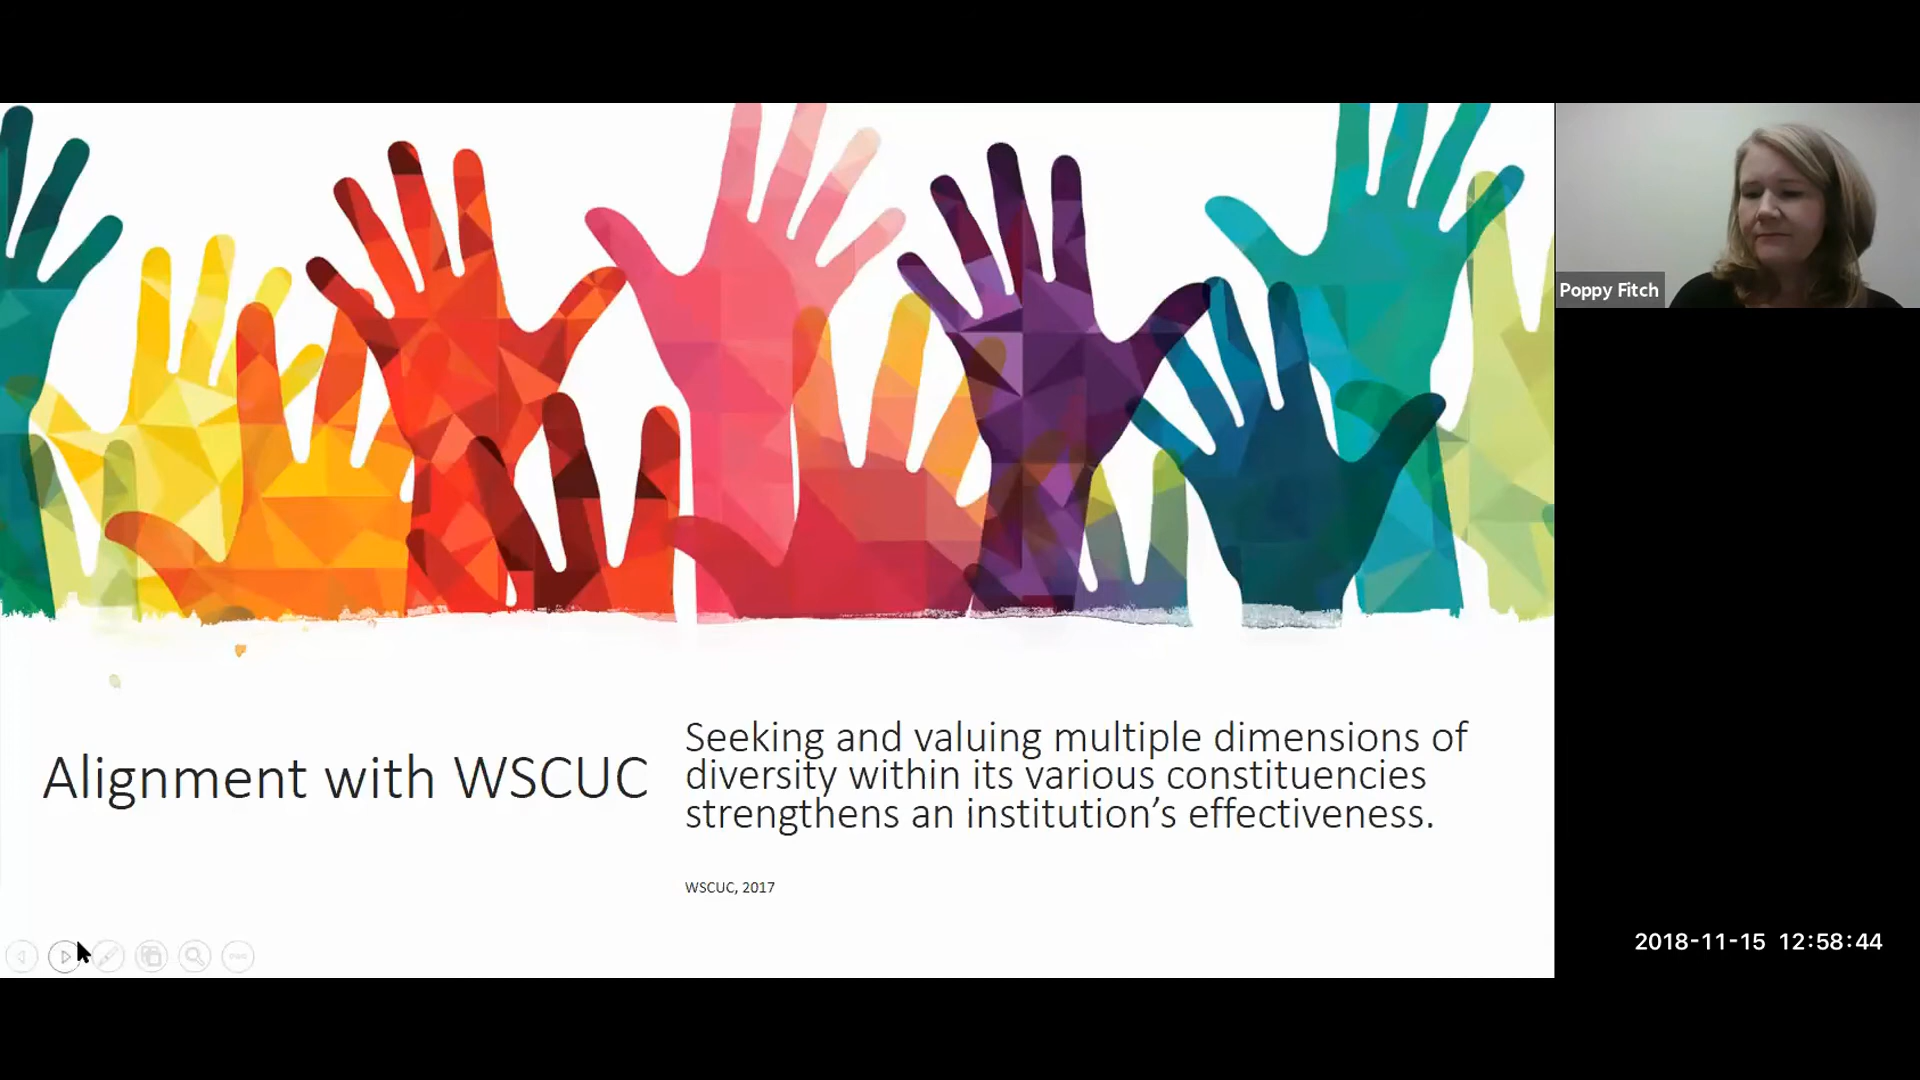 Poppy Fitch
Alignment with WSCUC
Seeking and valuing multiple dimensions of
diversity within its various constituencies
strengthens an institution’s effectiveness.
WSCUC, 2017
2018-11-15 12:58:44